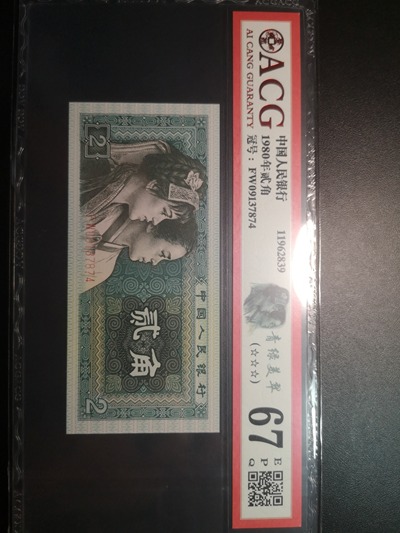 ACG
AI CANG GUARANTY
中国人民银行
1980年贰角
冠号: FW09137874
11962839
青绿美翠
(☆☆☆)
67
E
P
Q
中国人民银行
贰角
2
2
FW09137874